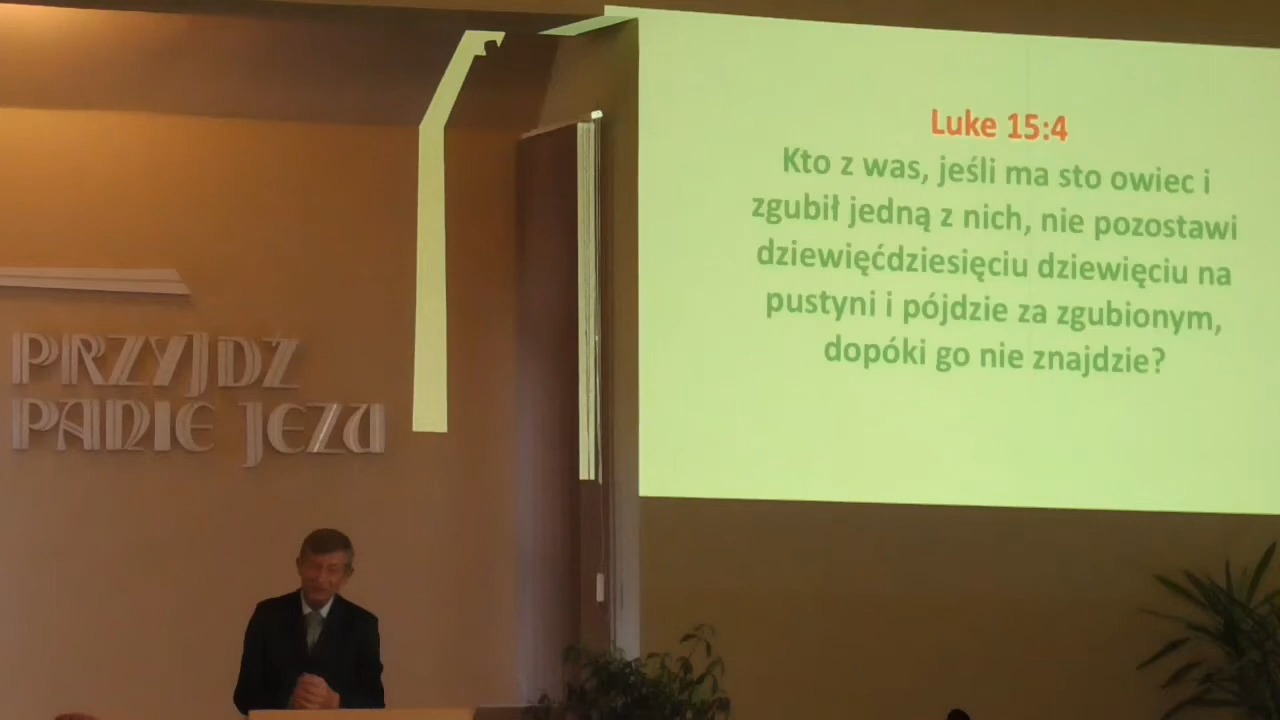 PRZYJDŹ
PANIE JEZU
Luke 15:4
Kto z was, jeśli ma sto owiec i
zgubił jedną z nich, nie pozostawi
dziewięćdziesięciu dziewięciu na
pustyni i pójdzie za zgubionym,
dopóki go nie znajdzie?